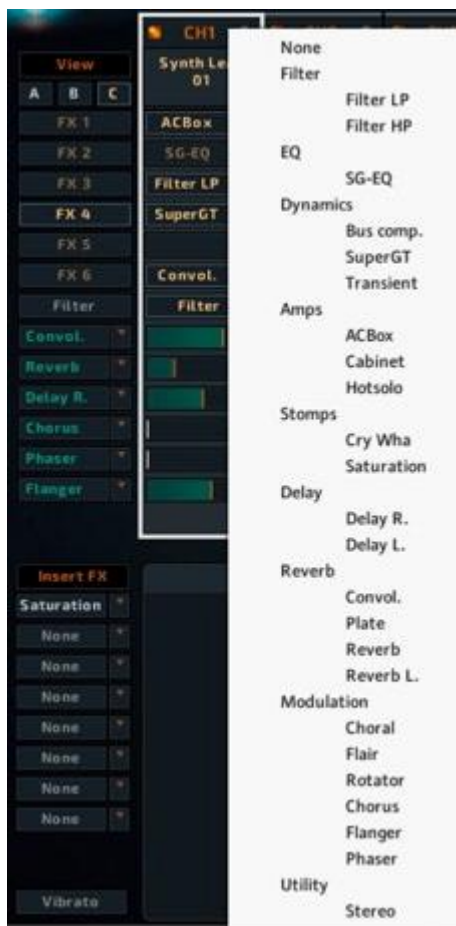 View
A B C
FX 1
FX 2
FX 3
FX 4
FX 5
FX 6
Filter
Convol.
Reverb
Delay R.
Chorus
Phaser
Flanger
Insert FX
Saturation
None
None
None
None
None
None
None
Vibrato
CH1
Synth Le
01
ACBox
SG-EQ
Filter LP
SuperGT
Convol.
Filter
None
Filter
Filter LP
Filter HP
EQ
SG-EQ
Dynamics
Bus comp.
SuperGT
Transient
Amps
ACBox
Cabinet
Hotsolo
Stomps
Cry Wha
Saturation
Delay
Delay R.
Delay L.
Reverb
Convol.
Plate
Reverb
Reverb L.
Modulation
Choral
Flair
Rotator
Chorus
Flanger
Phaser
Utility
Stereo